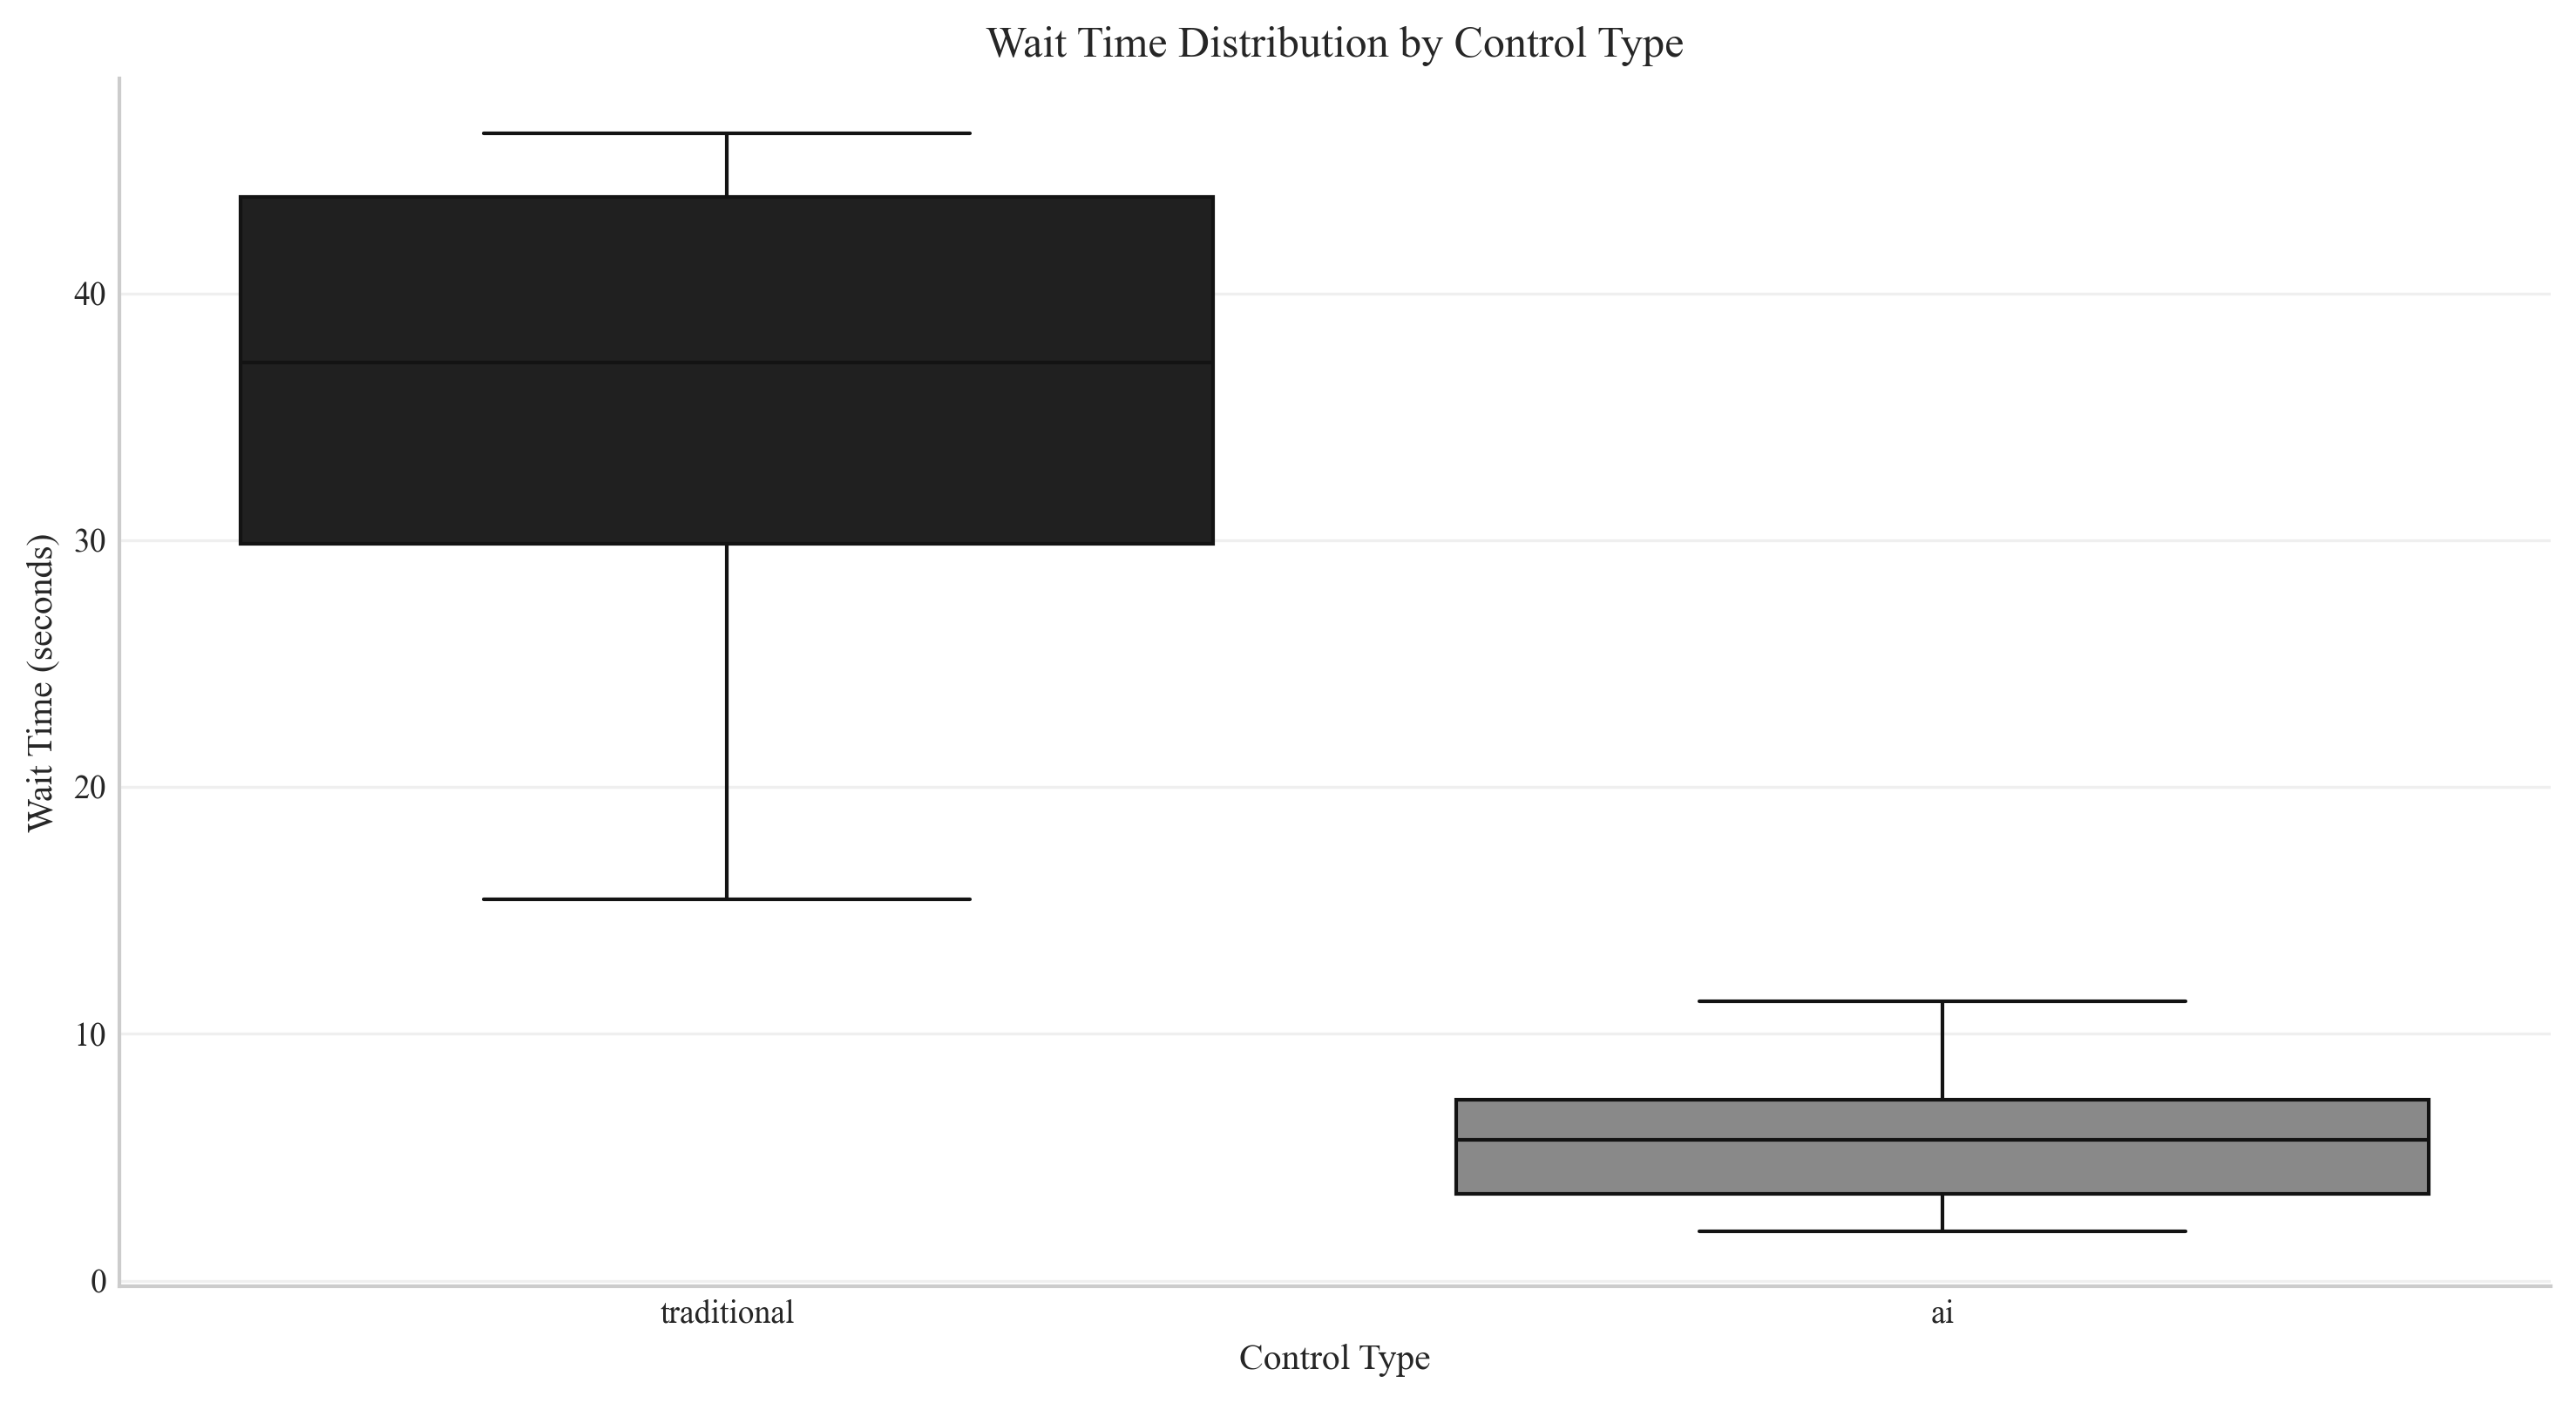 Wait Time Distribution by Control Type
Wait Time (seconds)
40
30
20
10
0
traditional
ai
Control Type